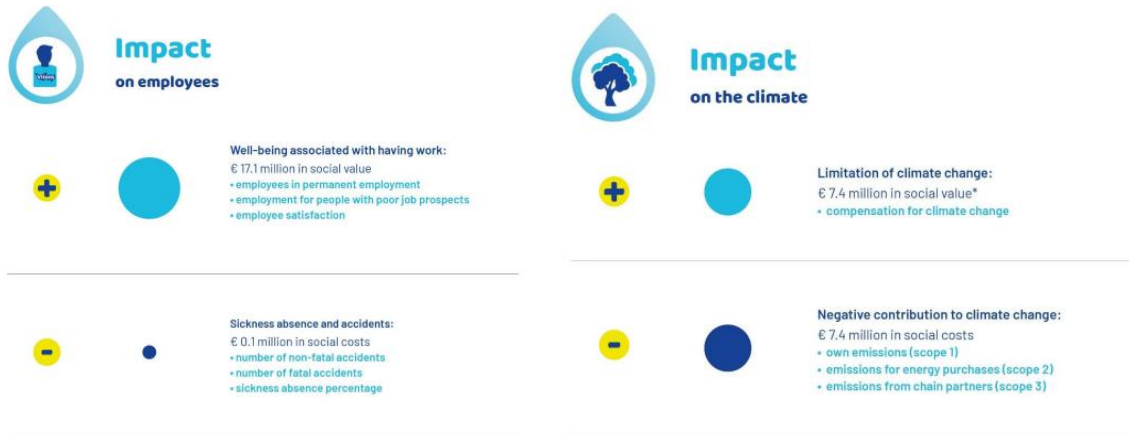 Impact
on employees
Vitens
+
Well-being associated with having work:
€ 17.1 million in social value
• employees in permanent employment
• employment for people with poor job prospects
• employee satisfaction
-
Sickness absence and accidents:
€ 0.1 million in social costs
• number of non-fatal accidents
• number of fatal accidents
• sickness absence percentage
Impact
on the climate
+
Limitation of climate change:
€ 7.4 million in social value*
• compensation for climate change
-
Negative contribution to climate change:
€ 7.4 million in social costs
• own emissions (scope 1)
• emissions for energy purchases (scope 2)
• emissions from chain partners (scope 3)